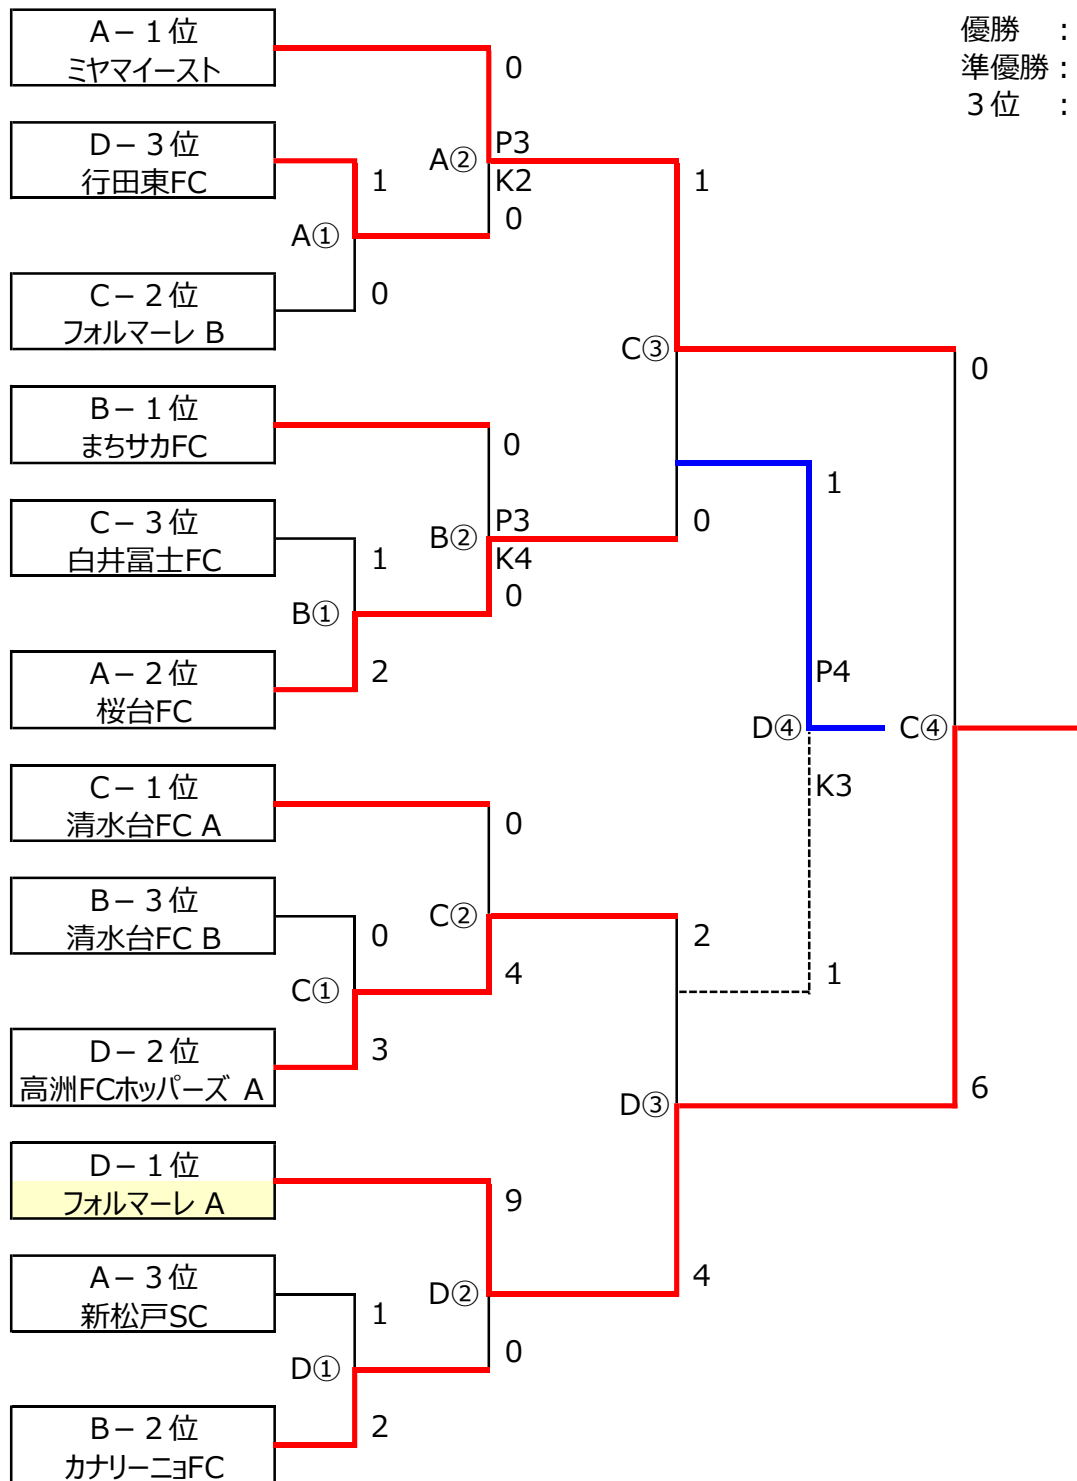 優勝 :
準優勝:
3位 :
A-1位
ミヤマイースト
0
D-3位
行田東FC
1
A②
P3
K2
1
0
A①
C-2位
フォルマーレ B
0
C③
0
B-1位
まちサカFC
0
1
C-3位
白井冨士FC
1
B②
P3
K4
0
0
B①
A-2位
桜台FC
2
P4
D④
C④
K3
C-1位
清水台FC A
0
B-3位
清水台FC B
0
C②
2
4
1
C①
D-2位
高洲FCホッパーズ A
3
D③
6
D-1位
フォルマーレ A
9
A-3位
新松戸SC
1
D②
4
0
D①
B-2位
カナリーニョFC
2